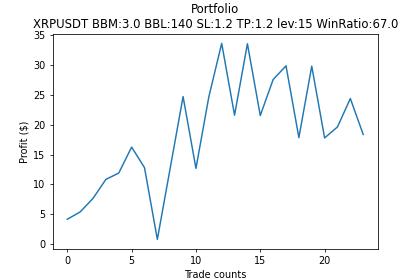 Portfolio
XRPUSDT BBM:3.0 BBL:140 SL:1.2 TP:1.2 lev:15 WinRatio:67.0
35
30
25
20
15
10
5
0
Profit ($)
0 5 10 15 20
Trade counts